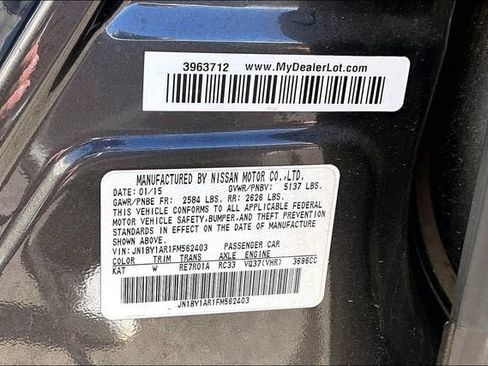 3963712 www.MyDealerLot.com
MANUFACTURED BY NISSAN MOTOR CO.,LTD.
DATE: 01/15 GVWR/PNBV: 5137 LBS.
GAWR/PNBE FR: 2584 LBS. RR: 2626 LBS.
THIS VEHICLE CONFORMS TO ALL APPLICABLE FEDERAL
MOTOR VEHICLE SAFETY,BUMPER,AND THEFT PREVENTION
STANDARDS IN EFFECT ON THE DATE OF MANUFACTURE
SHOWN ABOVE.
VIN: JN1BY1AR1FM562403 PASSENGER CAR
COLOR TRIM TRANS AXLE ENGINE
KAT W RE7R01A RC33 VQ37(VHR) 3696CC
JN1BY1AR1FM562403